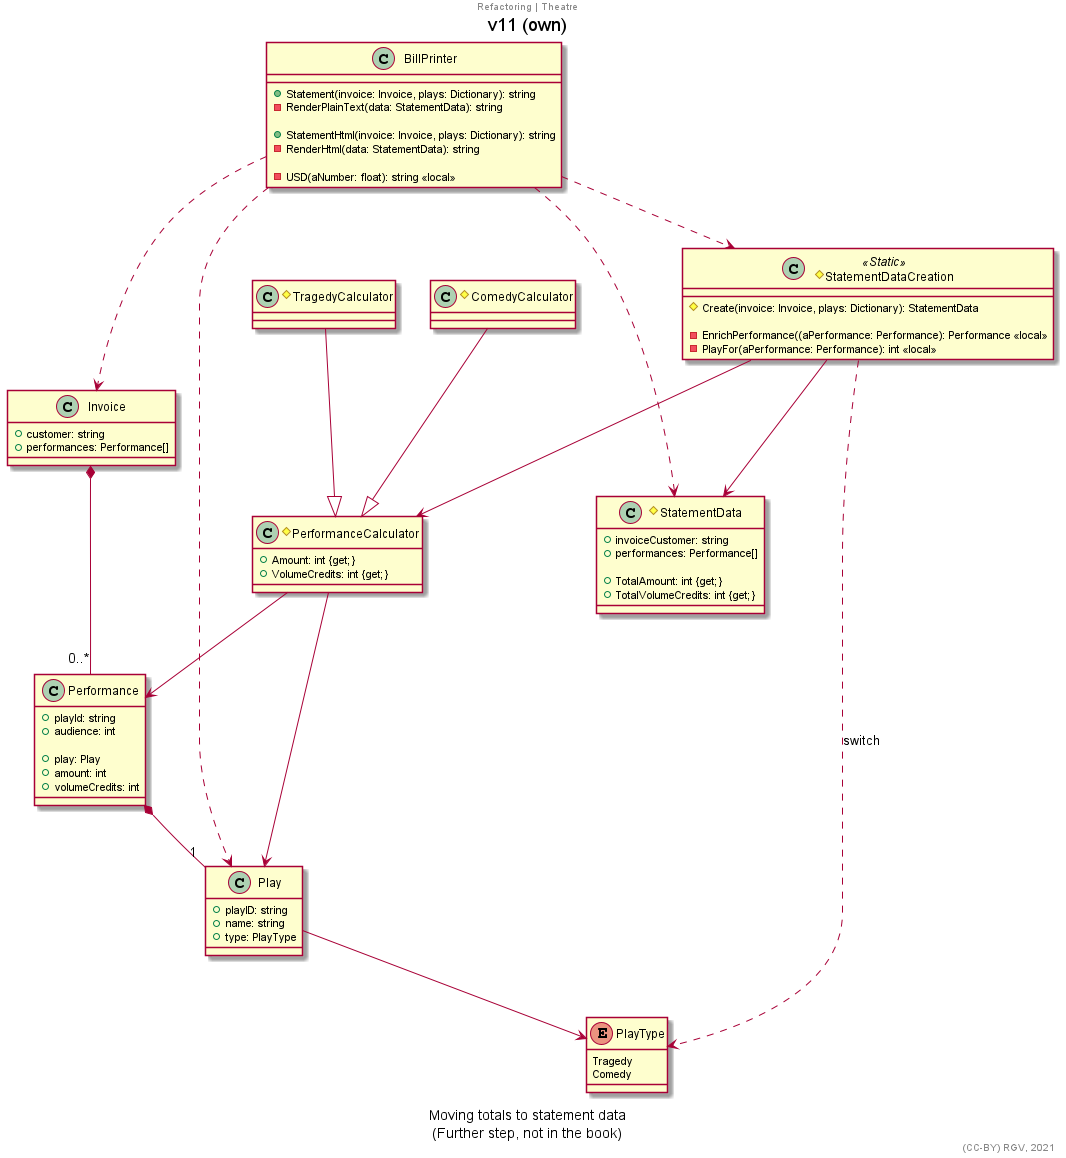 Refactoring | Theatre
v11 (own)
C BillPrinter
Statement(invoice: Invoice, plays: Dictionary): string
RenderPlainText(data: StatementData): string
StatementHtml(invoice: Invoice, plays: Dictionary): string
RenderHtml(data: StatementData): string
USD(aNumber: float): string «local»
C «Static»
StatementDataCreation
Create(invoice: Invoice, plays: Dictionary): StatementData
EnrichPerformance((aPerformance: Performance): Performance «local»
PlayFor(aPerformance: Performance): int «local»
C TragedyCalculator
C ComedyCalculator
C Invoice
customer: string
performances: Performance[]
C PerformanceCalculator
Amount: int {get; }
VolumeCredits: int {get; }
C StatementData
invoiceCustomer: string
performances: Performance[]
TotalAmount: int {get; }
TotalVolumeCredits: int {get; }
0..*
C Performance
playId: string
audience: int
play: Play
amount: int
volumeCredits: int
switch
1
C Play
playID: string
name: string
type: PlayType
E PlayType
Tragedy
Comedy
Moving totals to statement data
(Further step, not in the book)
(CC-BY) RGV, 2021